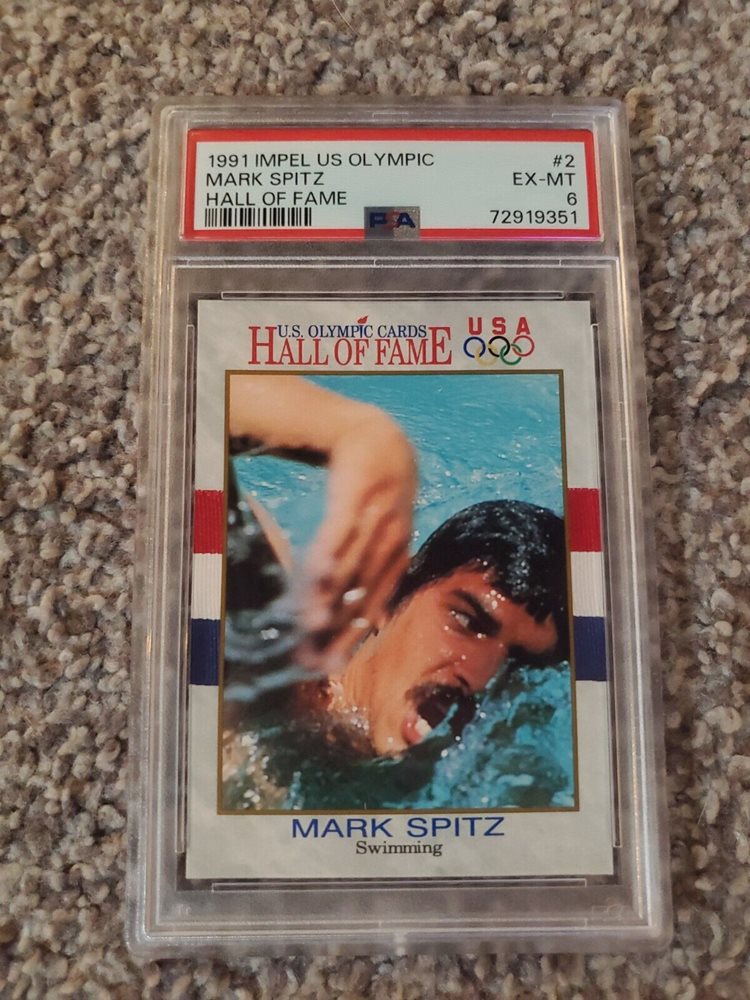 1991 IMPEL US OLYMPIC #2
MARK SPITZ EX-MT
HALL OF FAME 6
PSA 72919351
U.S. OLYMPIC CARDS
HALL OF FAME
USA
MARK SPITZ
Swimming